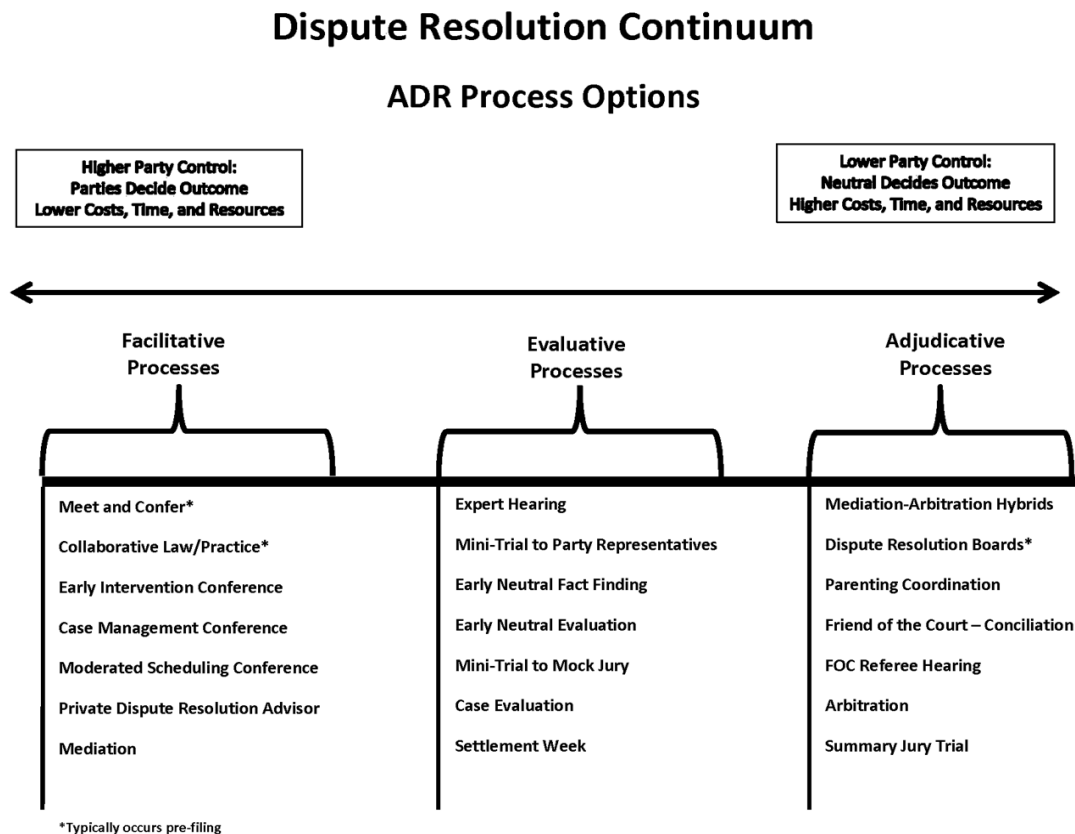 Dispute Resolution Continuum
ADR Process Options
Higher Party Control:
Parties Decide Outcome
Lower Costs, Time, and Resources
Lower Party Control:
Neutral Decides Outcome
Higher Costs, Time, and Resources
Facilitative
Processes
Meet and Confer*
Collaborative Law/Practice*
Early Intervention Conference
Case Management Conference
Moderated Scheduling Conference
Private Dispute Resolution Advisor
Mediation
Evaluative
Processes
Expert Hearing
Mini-Trial to Party Representatives
Early Neutral Fact Finding
Early Neutral Evaluation
Mini-Trial to Mock Jury
Case Evaluation
Settlement Week
Adjudicative
Processes
Mediation-Arbitration Hybrids
Dispute Resolution Boards*
Parenting Coordination
Friend of the Court – Conciliation
FOC Referee Hearing
Arbitration
Summary Jury Trial
*Typically occurs pre-filing